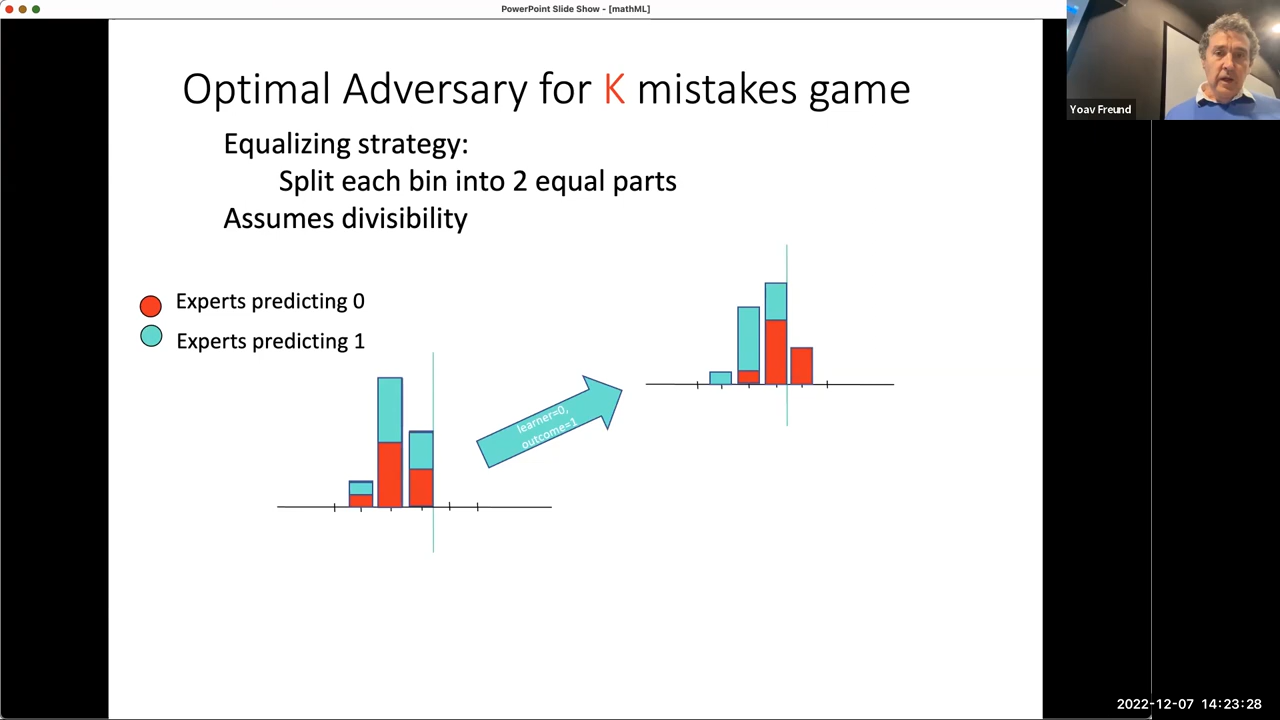 PowerPoint Slide Show - [mathML]
Yoav Freund
Optimal Adversary for K mistakes game
Equalizing strategy:
Split each bin into 2 equal parts
Assumes divisibility
Experts predicting 0
Experts predicting 1
learner=0,
outcome=1
2022-12-07 14:23:28